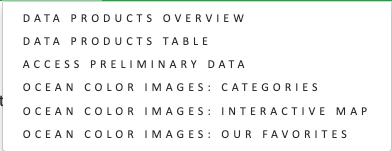 DATA PRODUCTS OVERVIEW
DATA PRODUCTS TABLE
ACCESS PRELIMINARY DATA
OCEAN COLOR IMAGES: CATEGORIES
OCEAN COLOR IMAGES: INTERACTIVE MAP
OCEAN COLOR IMAGES: OUR FAVORITES